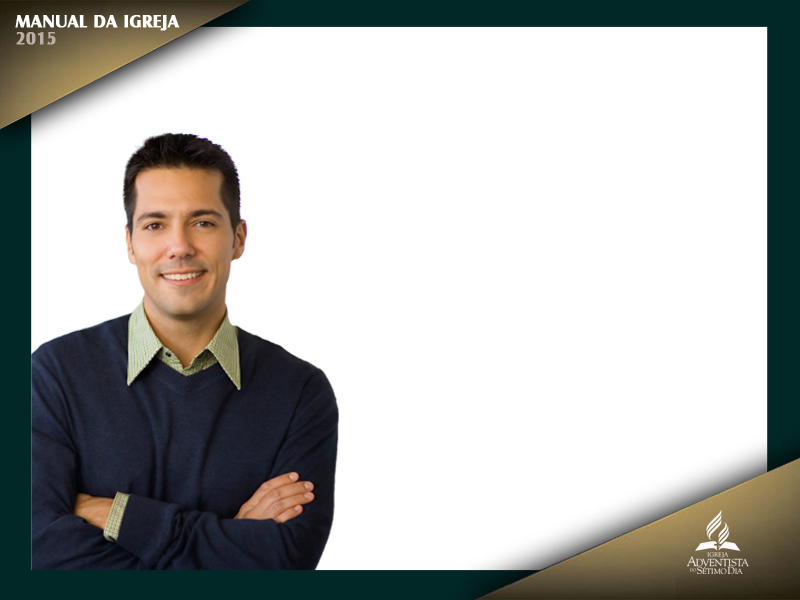 MANUAL DA IGREJA
2015
IGREJA
ADVENTISTA
DO SÉTIMO DIA